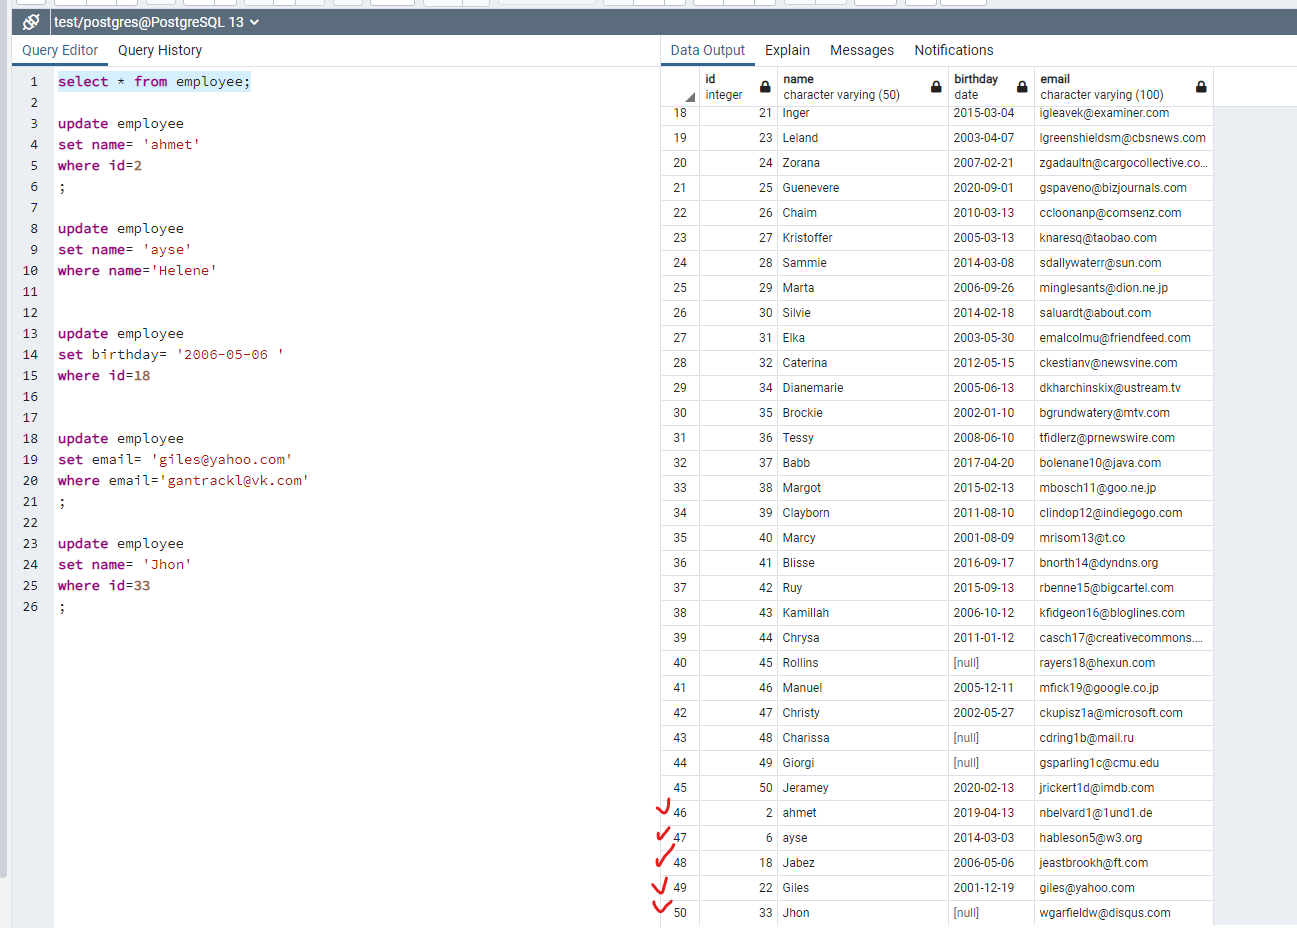 test/postgres@PostgreSQL 13
Query Editor Query History
1 select * from employee;
2
3 update employee
4 set name= 'ahmet'
5 where id=2
6 ;
7
8 update employee
9 set name= 'ayse'
10 where name='Helene'
11
12
13 update employee
14 set birthday= '2006-05-06 '
15 where id=18
16
17
18 update employee
19 set email= 'giles@yahoo.com'
20 where email='gantrackl@vk.com'
21 ;
22
23 update employee
24 set name= 'Jhon'
25 where id=33
26 ;
Data Output Explain Messages Notifications
id name birthday email
integer character varying (50) date character varying (100)
18 21 Inger 2015-03-04 igleavek@examiner.com
19 23 Leland 2003-04-07 lgreenshieldsm@cbsnews.com
20 24 Zorana 2007-02-21 zgadaultn@cargocollective.co...
21 25 Guenevere 2020-09-01 gspaveno@bizjournals.com
22 26 Chaim 2010-03-13 ccloonanp@comsenz.com
23 27 Kristoffer 2005-03-13 knaresq@taobao.com
24 28 Sammie 2014-03-08 sdallywaterr@sun.com
25 29 Marta 2006-09-26 minglesants@dion.ne.jp
26 30 Silvie 2014-02-18 saluardt@about.com
27 31 Elka 2003-05-30 emalcolmu@friendfeed.com
28 32 Caterina 2012-05-15 ckestianv@newsvine.com
29 34 Dianemarie 2005-06-13 dkharchinskix@ustream.tv
30 35 Brockie 2002-01-10 bgrundwatery@mtv.com
31 36 Tessy 2008-06-10 tfidlerz@prnewswire.com
32 37 Babb 2017-04-20 bolenane10@java.com
33 38 Margot 2015-02-13 mbosch11@goo.ne.jp
34 39 Clayborn 2011-08-10 clindop12@indiegogo.com
35 40 Marcy 2001-08-09 mrisom13@t.co
36 41 Blisse 2016-09-17 bnorth14@dyndns.org
37 42 Ruy 2015-09-13 rbenne15@bigcartel.com
38 43 Kamillah 2006-10-12 kfidgeon16@bloglines.com
39 44 Chrysa 2011-01-12 casch17@creativecommons....
40 45 Rollins [null] rayers18@hexun.com
41 46 Manuel 2005-12-11 mfick19@google.co.jp
42 47 Christy 2002-05-27 ckupisz1a@microsoft.com
43 48 Charissa [null] cdring1b@mail.ru
44 49 Giorgi [null] gsparling1c@cmu.edu
45 50 Jeramey 2020-02-13 jrickert1d@imdb.com
46 2 ahmet 2019-04-13 nbelvard1@1und1.de
47 6 ayse 2014-03-03 hableson5@w3.org
48 18 Jabez 2006-05-06 jeastbrookh@ft.com
49 22 Giles 2001-12-19 giles@yahoo.com
50 33 Jhon [null] wgarfieldw@disqus.com